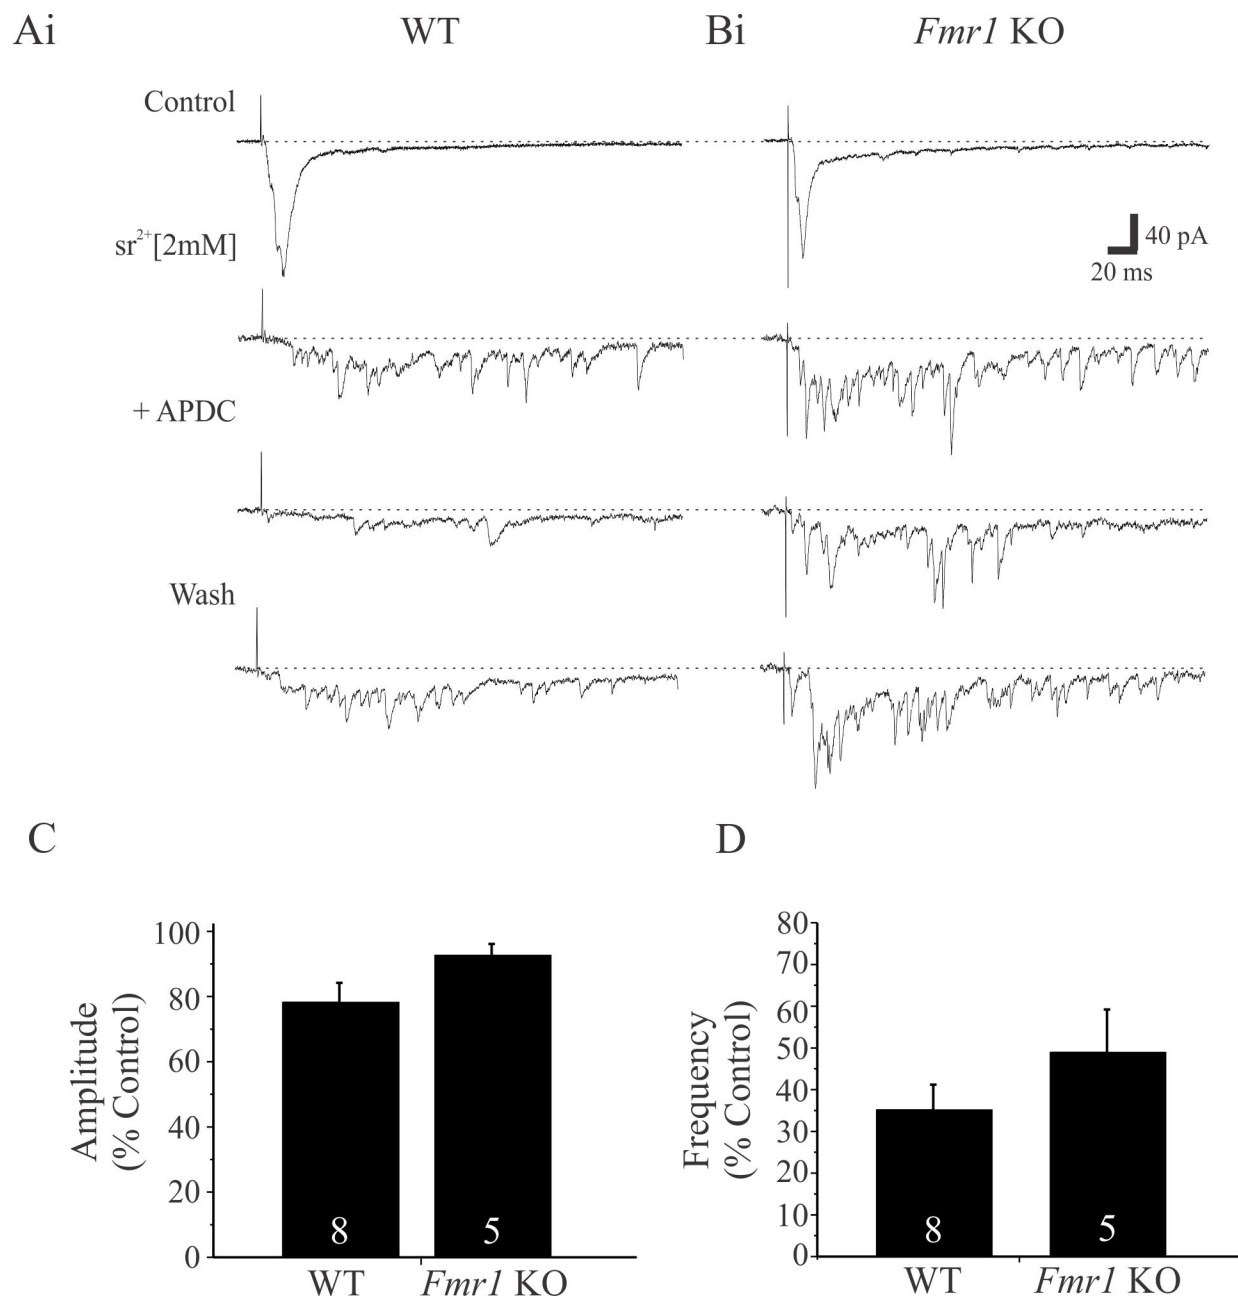 Ai WT Bi Fmr1 KO
Control
sr2+[2mM]
40 pA
20 ms
+ APDC
Wash
C D
100
80
60
40
20
0
Amplitude
(% Control)
8 5
WT Fmr1 KO
80
70
60
50
40
30
20
10
0
Frequency
(% Control)
8 5
WT Fmr1 KO